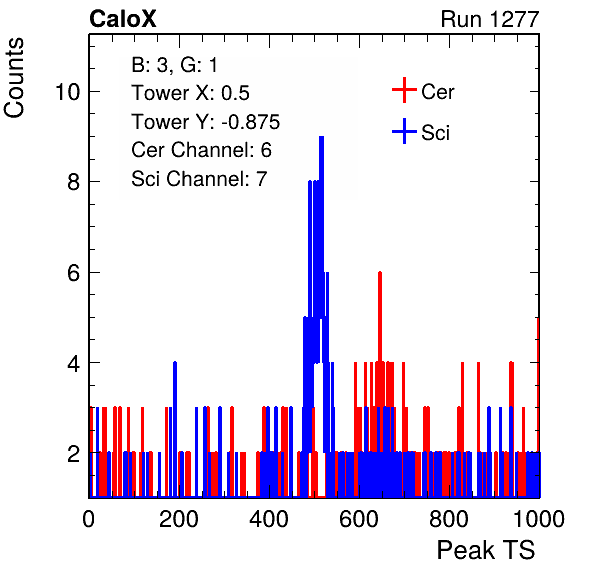 CaloX Run 1277
Counts
B: 3, G: 1
Tower X: 0.5
Tower Y: -0.875
Cer Channel: 6
Sci Channel: 7
Cer
Sci
10
8
6
4
2
0 200 400 600 800 1000
Peak TS